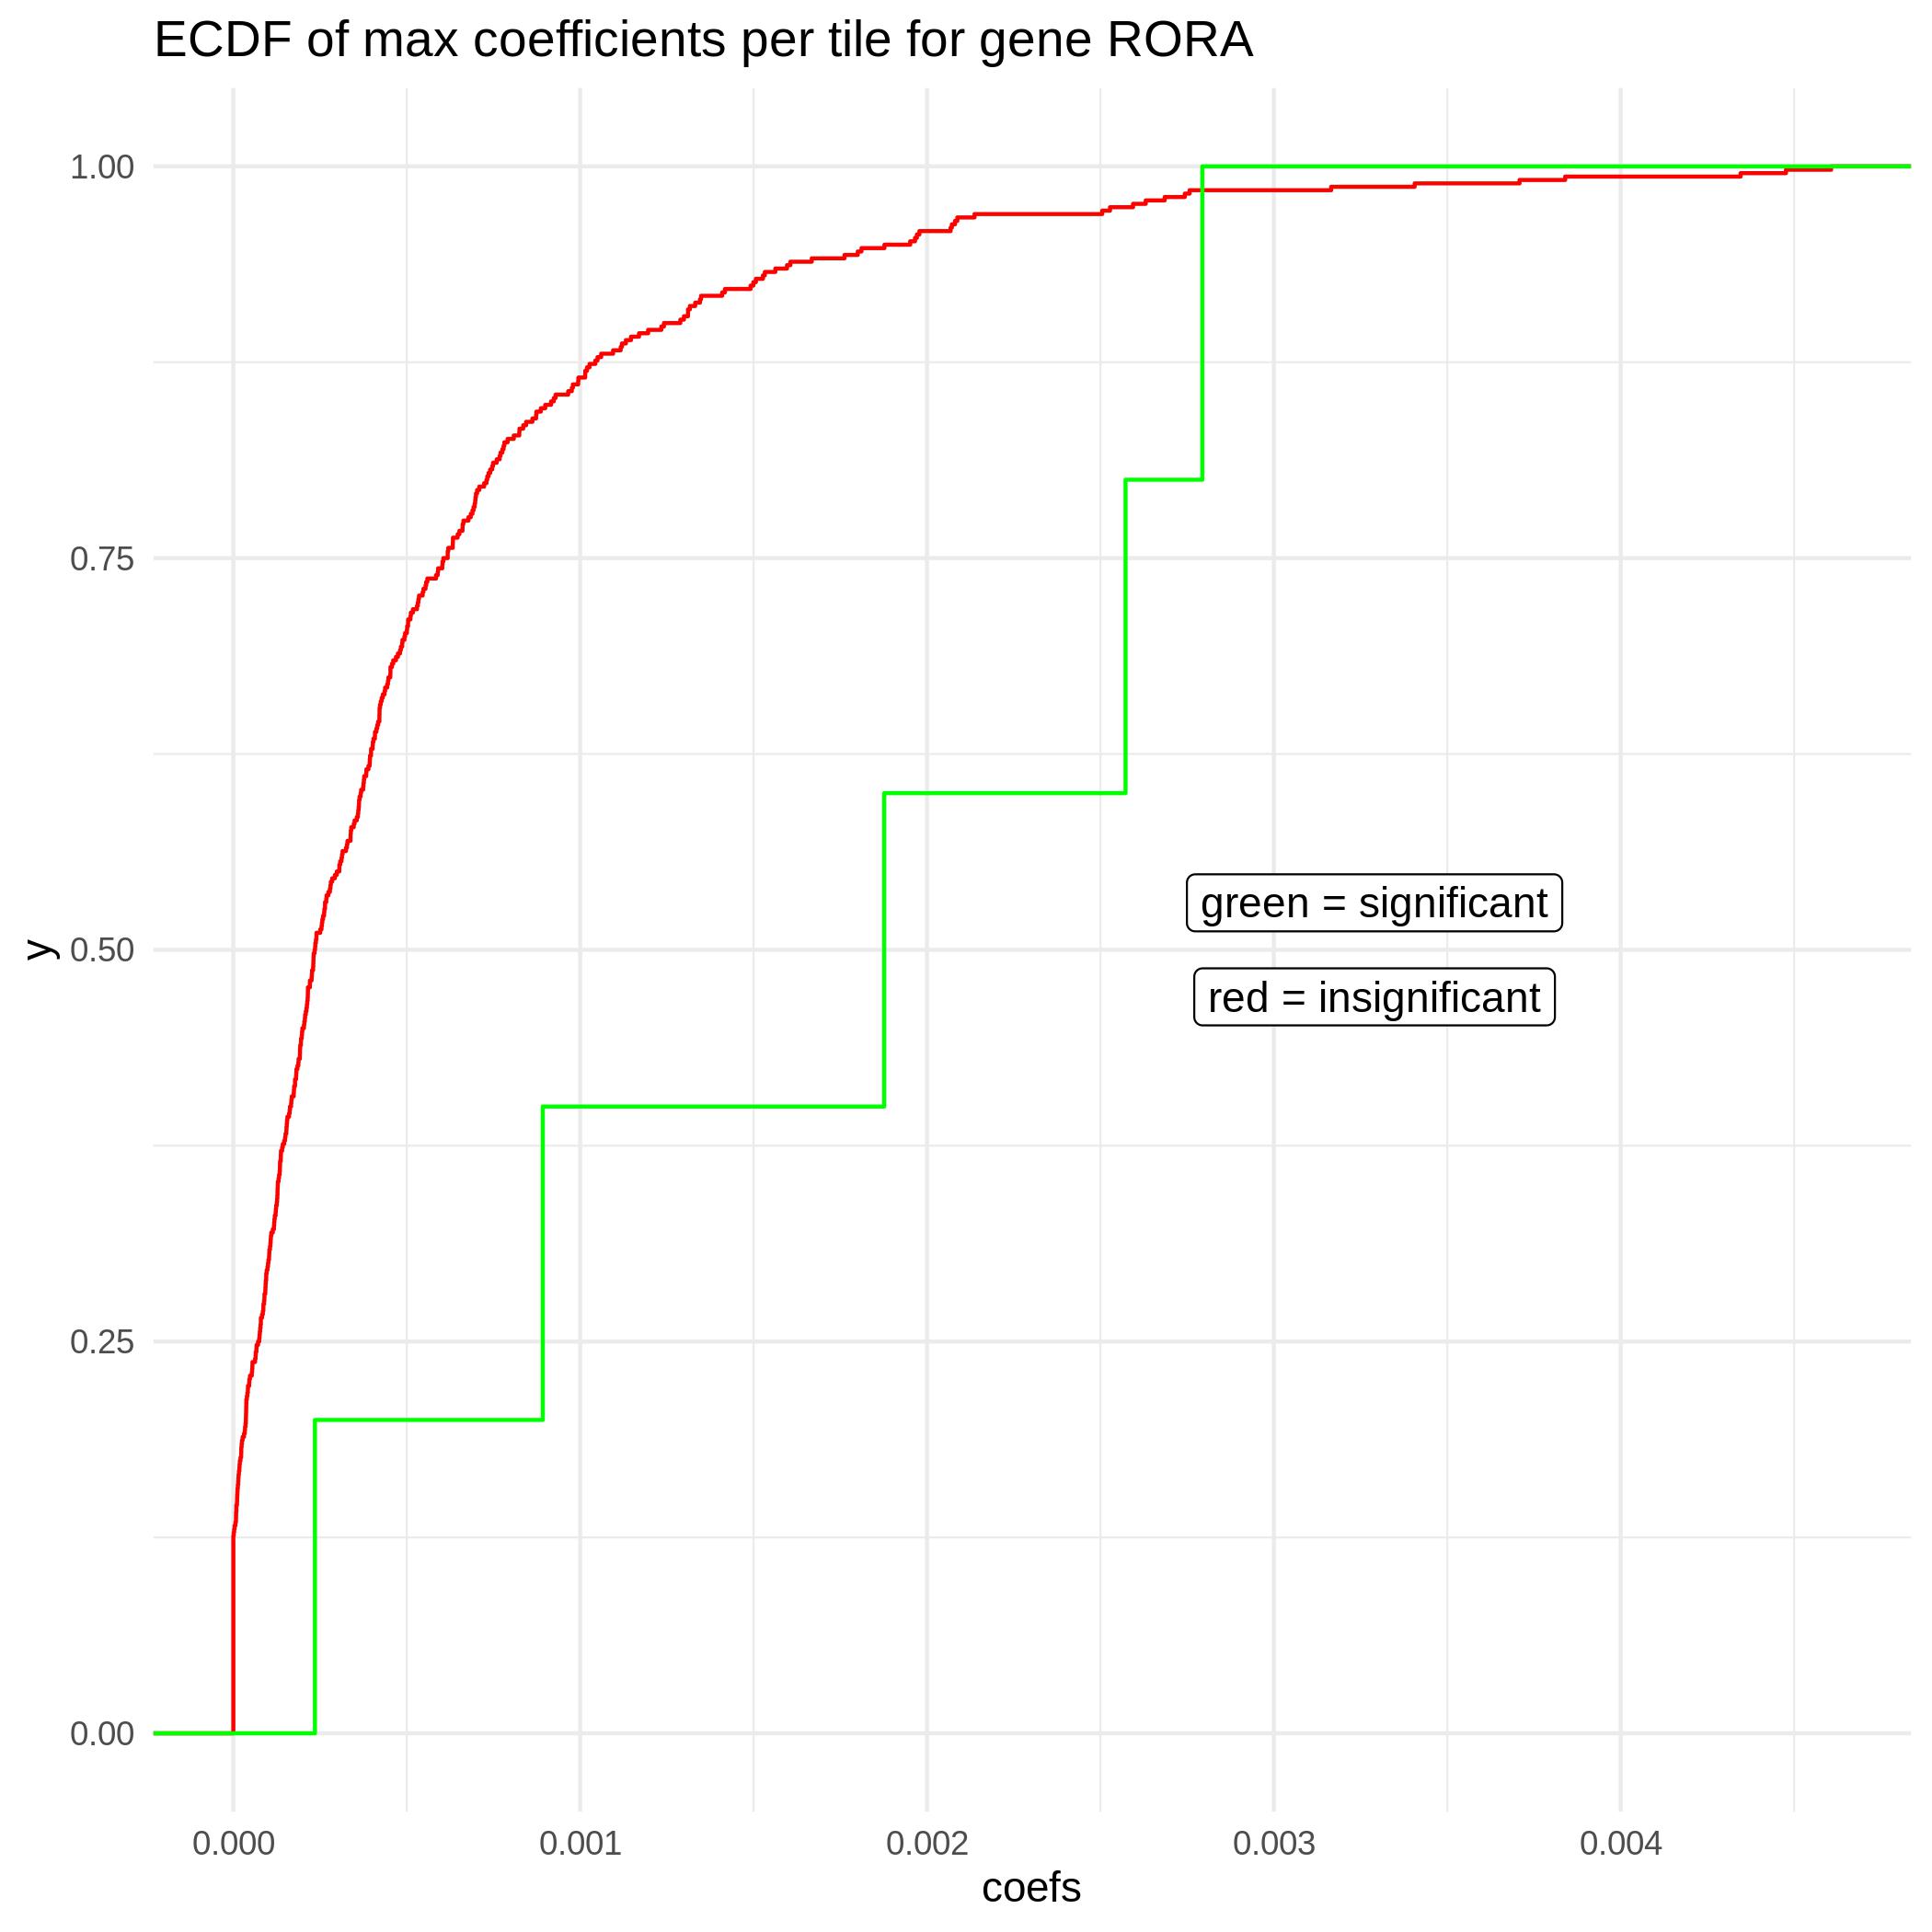 ECDF of max coefficients per tile for gene RORA
1.00
0.75
0.50
0.25
0.00
y
green = significant
red = insignificant
0.000
0.001
0.002
0.003
0.004
coefs